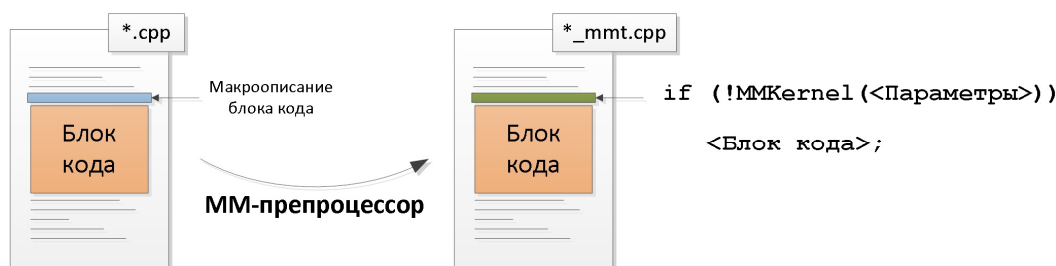 *.cpp
Макроописание
блока кода
Блок
кода
ММ-препроцессор
*_mmt.cpp
Блок
кода
if (!MMKernel(<Параметры>))
<Блок кода>;